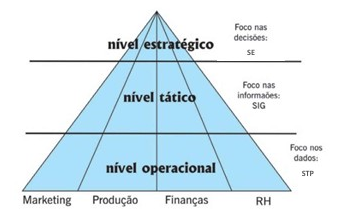 Foco nas
decisões:
SE
nível estratégico
Foco nas
informaões:
SIG
nível tático
Foco nos
dados:
STP
nível operacional
Marketing
Produção
Finanças
RH